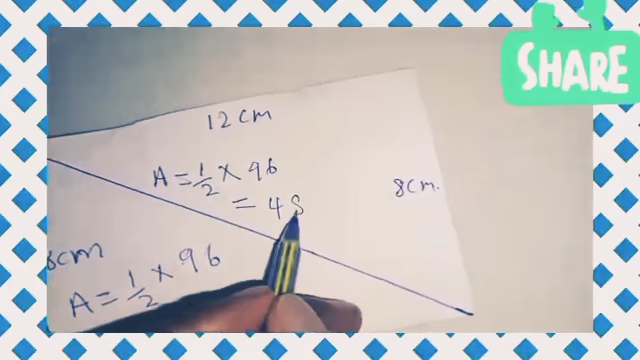 SHARE
12 cm
A = 1/2 × 96
= 48
8cm.
8cm
A = 1/2 × 96